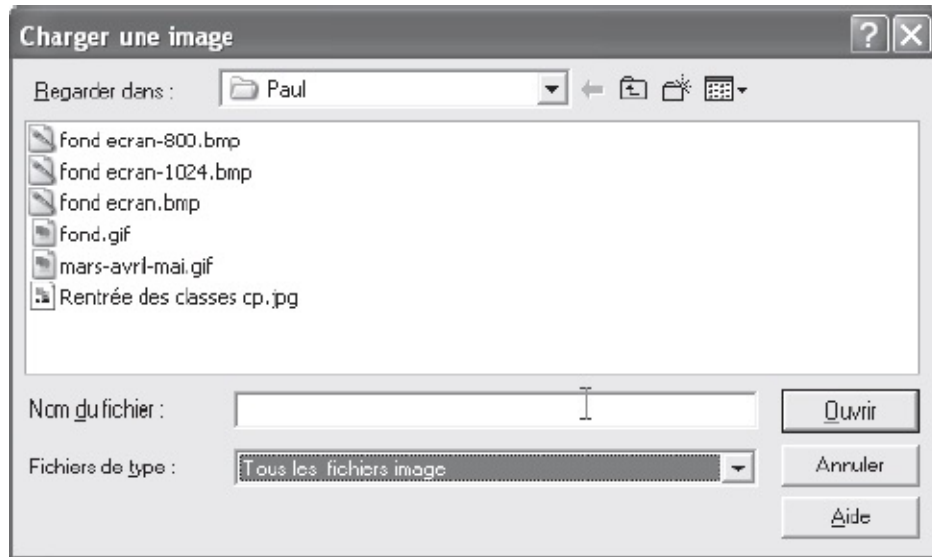 Charger une image
Regarder dans :
Paul
fond ecran-800.bmp
fond ecran-1024.bmp
fond ecran.bmp
fond.gif
mars-avril-mai.gif
Rentrée des classes cp.jpg
Nom du fichier :
Ouvrir
Fichiers de type :
Tous les fichiers image
Annuler
Aide